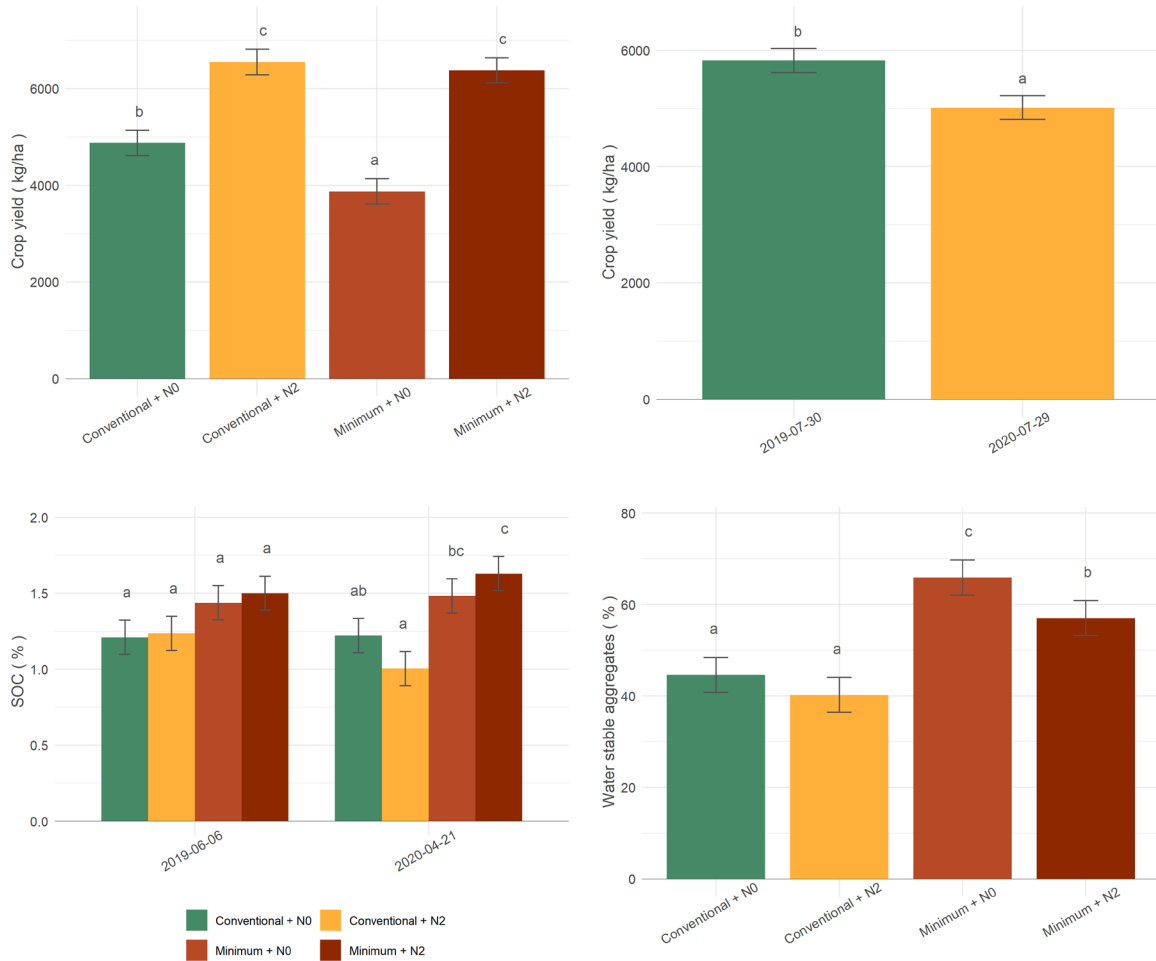 Crop yield ( kg/ha )
6000
4000
2000
0
b
c
a
c
Conventional + N0
Conventional + N2
Minimum + N0
Minimum + N2
Crop yield ( kg/ha )
6000
4000
2000
0
b
a
2019-07-30
2020-07-29
SOC ( % )
2.0
1.5
1.0
0.5
0.0
a
a
a
a
ab
a
bc
c
2019-06-06
2020-04-21
Conventional + N0
Conventional + N2
Minimum + N0
Minimum + N2
Water stable aggregates ( % )
80
60
40
20
0
a
a
c
b
Conventional + N0
Conventional + N2
Minimum + N0
Minimum + N2